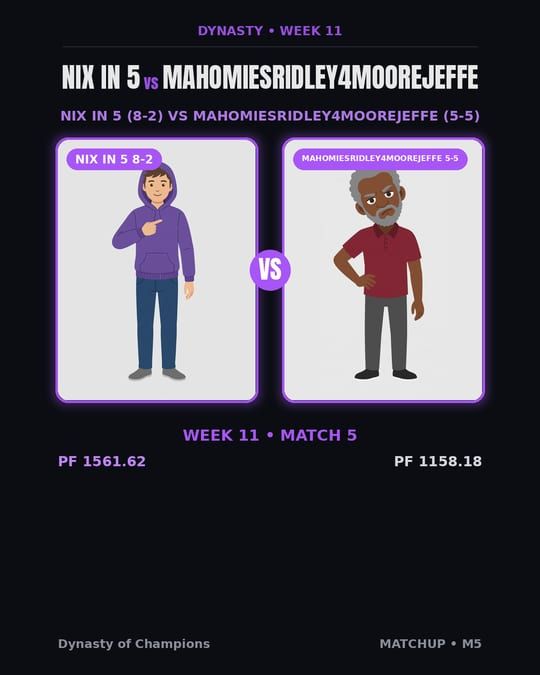 DYNASTY • WEEK 11
NIX IN 5 VS MAHOMIESRIDLEY4MOOREJEFFE
NIX IN 5 (8-2) VS MAHOMIESRIDLEY4MOOREJEFFE (5-5)
NIX IN 5 8-2
MAHOMIESRIDLEY4MOOREJEFFE 5-5
VS
WEEK 11 • MATCH 5
PF 1561.62
PF 1158.18
Dynasty of Champions
MATCHUP • M5